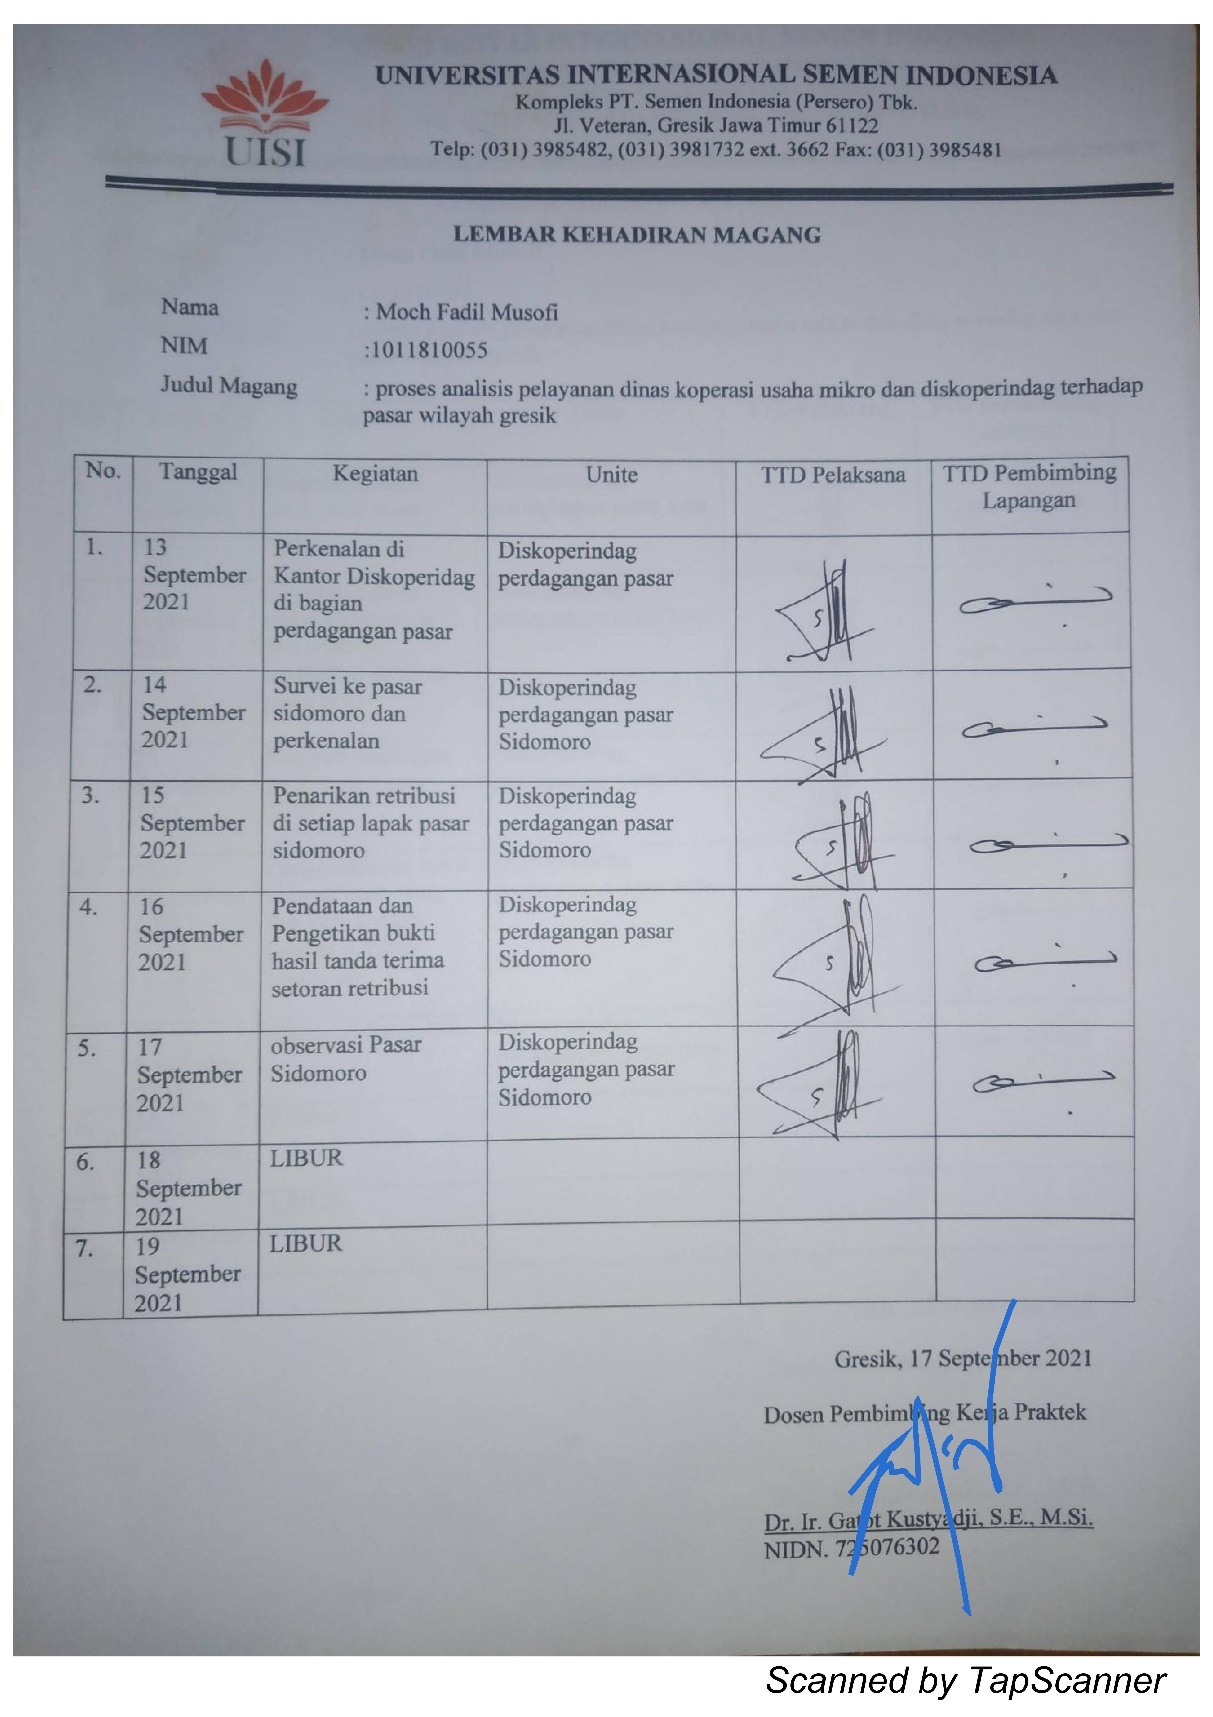 UISI
UNIVERSITAS INTERNASIONAL SEMEN INDONESIA
Kompleks PT. Semen Indonesia (Persero) Tbk.
Jl. Veteran, Gresik Jawa Timur 61122
Telp: (031) 3985482, (031) 3981732 ext. 3662 Fax: (031) 3985481
LEMBAR KEHADIRAN MAGANG
Nama : Moch Fadil Musofi
NIM :1011810055
Judul Magang : proses analisis pelayanan dinas koperasi usaha mikro dan diskoperindag terhadap
pasar wilayah gresik
No. Tanggal Kegiatan Unite TTD Pelaksana TTD Pembimbing
Lapangan
1. 13 Perkenalan di Diskoperindag
September Kantor Diskoperidag perdagangan pasar
2021 di bagian
perdagangan pasar
2. 14 Survei ke pasar Diskoperindag
September sidomoro dan perdagangan pasar
2021 perkenalan Sidomoro
3. 15 Penarikan retribusi Diskoperindag
September di setiap lapak pasar perdagangan pasar
2021 sidomoro Sidomoro
4. 16 Pendataan dan Diskoperindag
September Pengetikan bukti perdagangan pasar
2021 hasil tanda terima Sidomoro
setoran retribusi
5. 17 observasi Pasar Diskoperindag
September Sidomoro perdagangan pasar
2021 Sidomoro
6. 18 LIBUR
September
2021
7. 19 LIBUR
September
2021
Gresik, 17 September 2021
Dosen Pembimbing Kerja Praktek
Dr. Ir. Gatot Kustyadji, S.E., M.Si.
NIDN. 725076302
Scanned by TapScanner